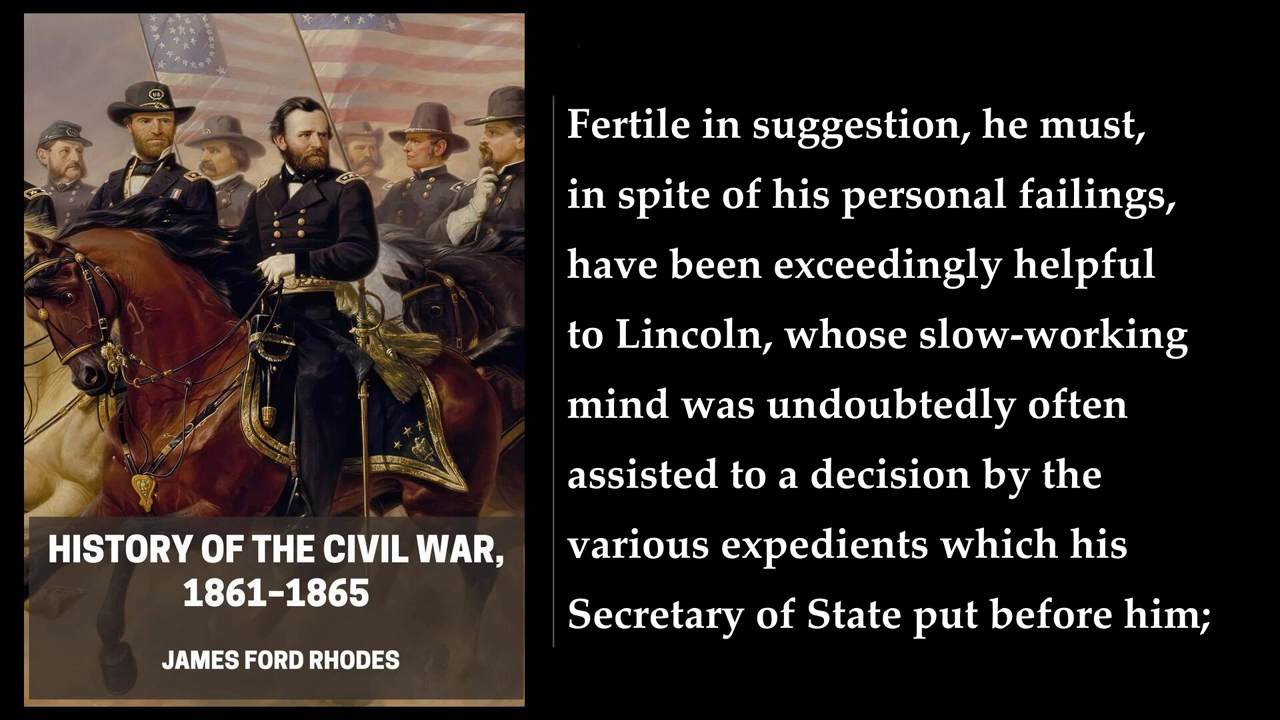 HISTORY OF THE CIVIL WAR,
1861–1865
JAMES FORD RHODES
Fertile in suggestion, he must,
in spite of his personal failings,
have been exceedingly helpful
to Lincoln, whose slow-working
mind was undoubtedly often
assisted to a decision by the
various expedients which his
Secretary of State put before him;